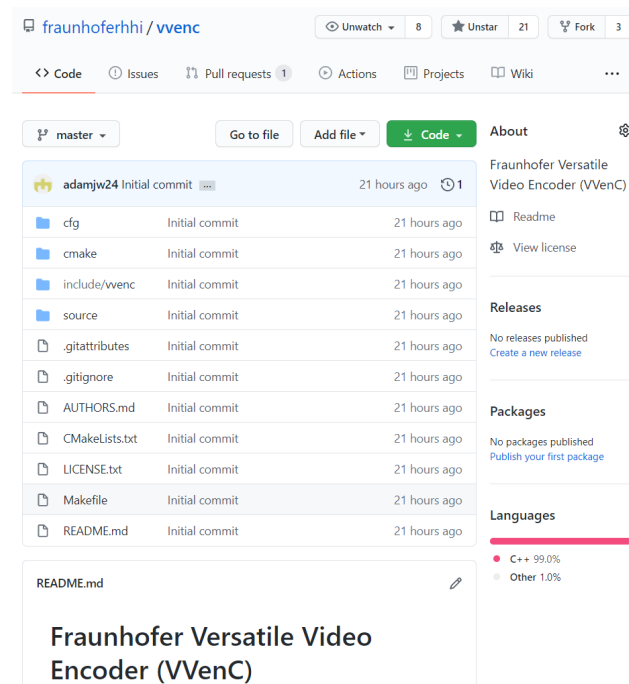 fraunhoferhhi / vvenc
Unwatch 8 Unstar 21 Fork 3
Code Issues Pull requests 1 Actions Projects Wiki ...
master Go to file Add file Code
adamjw24 Initial commit ... 21 hours ago 1
cfg Initial commit 21 hours ago
cmake Initial commit 21 hours ago
include/vvenc Initial commit 21 hours ago
source Initial commit 21 hours ago
.gitattributes Initial commit 21 hours ago
.gitignore Initial commit 21 hours ago
AUTHORS.md Initial commit 21 hours ago
CMakeLists.txt Initial commit 21 hours ago
LICENSE.txt Initial commit 21 hours ago
Makefile Initial commit 21 hours ago
README.md Initial commit 21 hours ago
README.md
Fraunhofer Versatile Video
Encoder (VVenC)
About
Fraunhofer Versatile
Video Encoder (VVenC)
Readme
View license
Releases
No releases published
Create a new release
Packages
No packages published
Publish your first package
Languages
C++ 99.0%
Other 1.0%